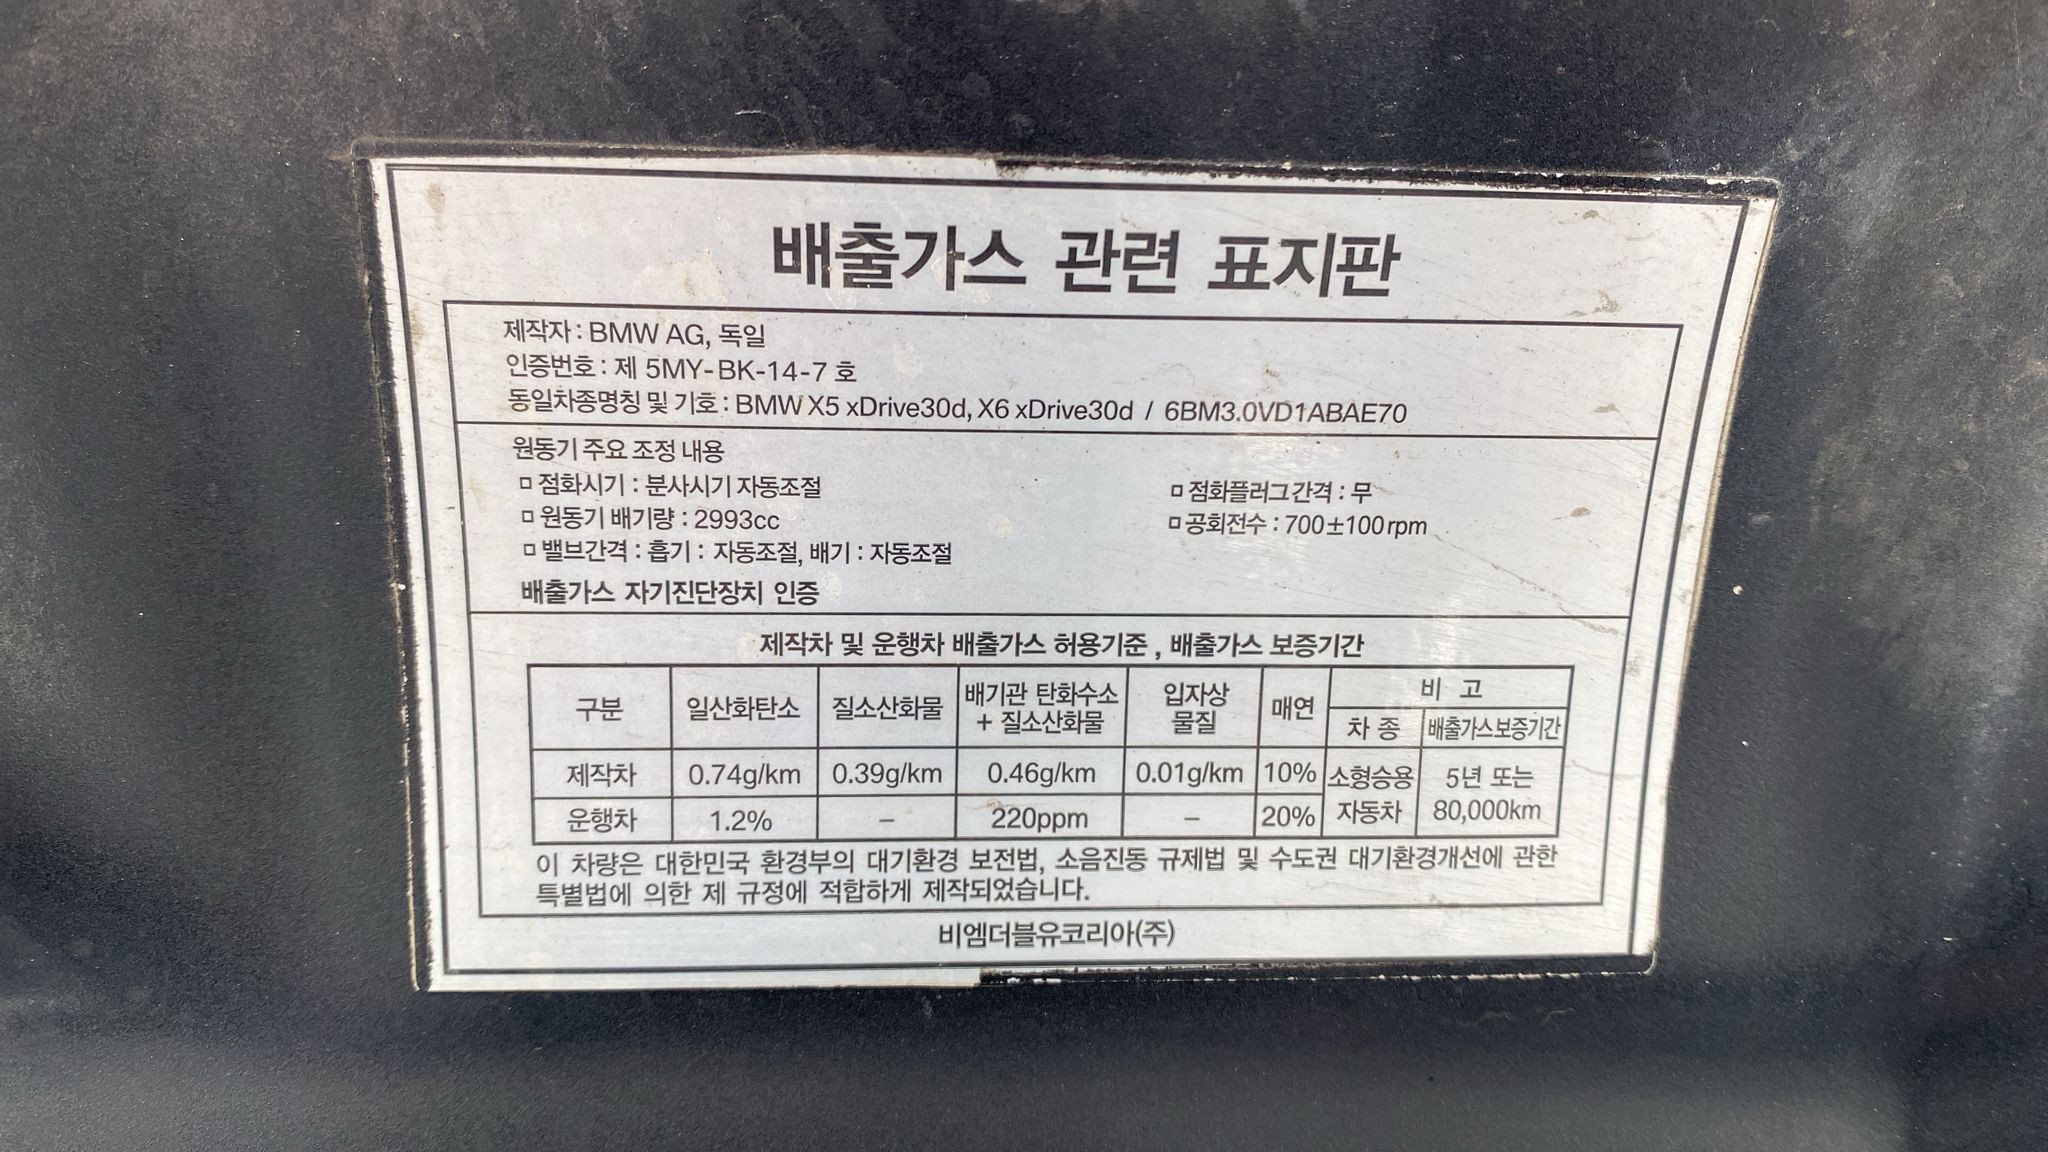 배출가스 관련 표지판
제작자 : BMW AG, 독일
인증번호 : 제 5MY-BK-14-7 호
동일차종명칭 및 기호 : BMW X5 xDrive30d, X6 xDrive30d / 6BM3.0VD1ABAE70
원동기 주요 조정 내용
□ 점화시기 : 분사시기 자동조절 □ 점화플러그간격 : 무
□ 원동기 배기량 : 2993cc □ 공회전수 : 700±100rpm
□ 밸브간격 : 흡기 : 자동조절, 배기 : 자동조절
배출가스 자기진단장치 인증
제작차 및 운행차 배출가스 허용기준 , 배출가스 보증기간
구분 일산화탄소 질소산화물 배기관 탄화수소 + 질소산화물 입자상 물질 매연 비 고
차 종 배출가스보증기간
제작차 0.74g/km 0.39g/km 0.46g/km 0.01g/km 10% 소형승용 자동차 5년 또는 80,000km
운행차 1.2% – 220ppm – 20%
이 차량은 대한민국 환경부의 대기환경 보전법, 소음진동 규제법 및 수도권 대기환경개선에 관한
특별법에 의한 제 규정에 적합하게 제작되었습니다.
비엠더블유코리아(주)